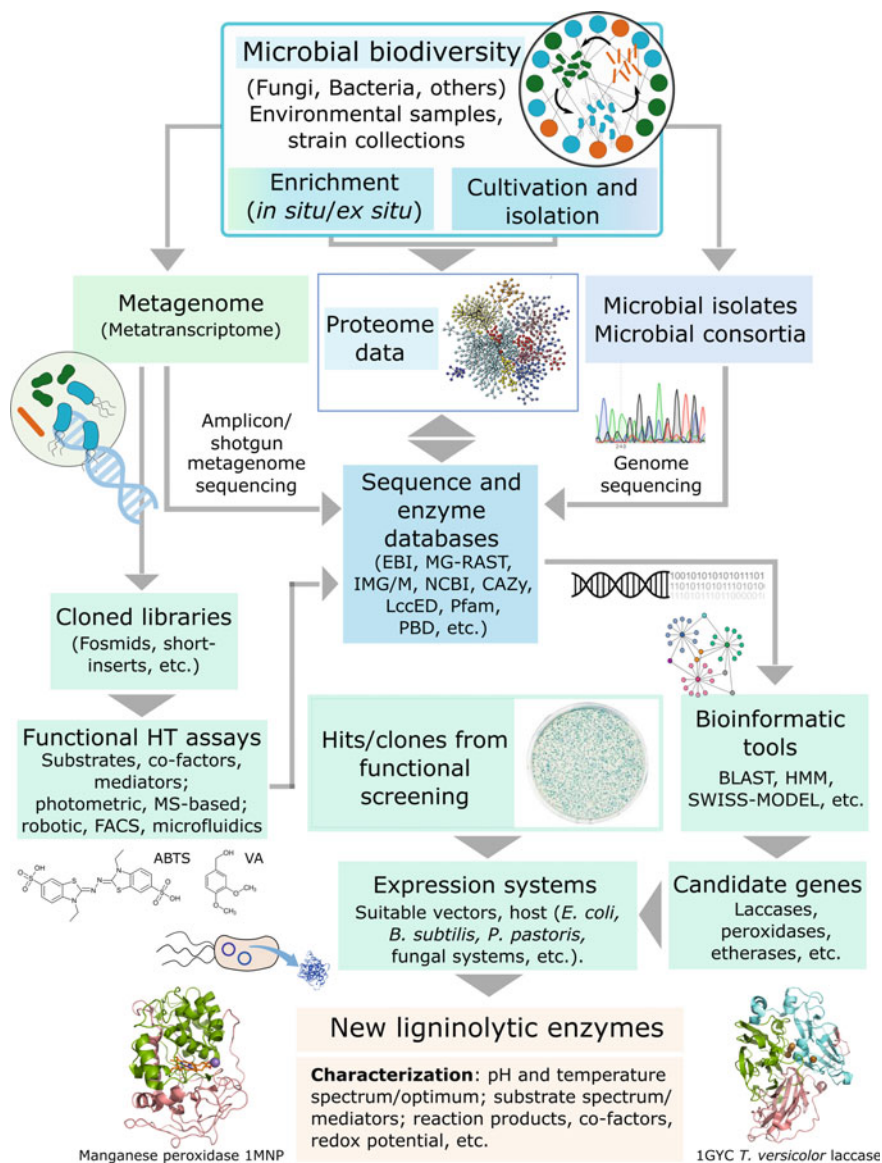 Microbial biodiversity
(Fungi, Bacteria, others)
Environmental samples,
strain collections
Enrichment
(in situ/ex situ)
Cultivation and
isolation
Metagenome
(Metatranscriptome)
Proteome
data
Microbial isolates
Microbial consortia
Amplicon/
shotgun
metagenome
sequencing
248
Genome
sequencing
Sequence and
enzyme
databases
(EBI, MG-RAST,
IMG/M, NCBI, CAZy,
LccED, Pfam,
PBD, etc.)
Cloned libraries
(Fosmids, short-
inserts, etc.)
Functional HT assays
Substrates, co-factors,
mediators;
photometric, MS-based;
robotic, FACS, microfluidics
Hits/clones from
functional
screening
Bioinformatic
tools
BLAST, HMM,
SWISS-MODEL, etc.
ABTS
VA
Expression systems
Suitable vectors, host (E. coli,
B. subtilis, P. pastoris,
fungal systems, etc.).
Candidate genes
Laccases,
peroxidases,
etherases, etc.
New ligninolytic enzymes
Characterization: pH and temperature
spectrum/optimum; substrate spectrum/
mediators; reaction products, co-factors,
redox potential, etc.
Manganese peroxidase 1MNP
1GYC T. versicolor laccase